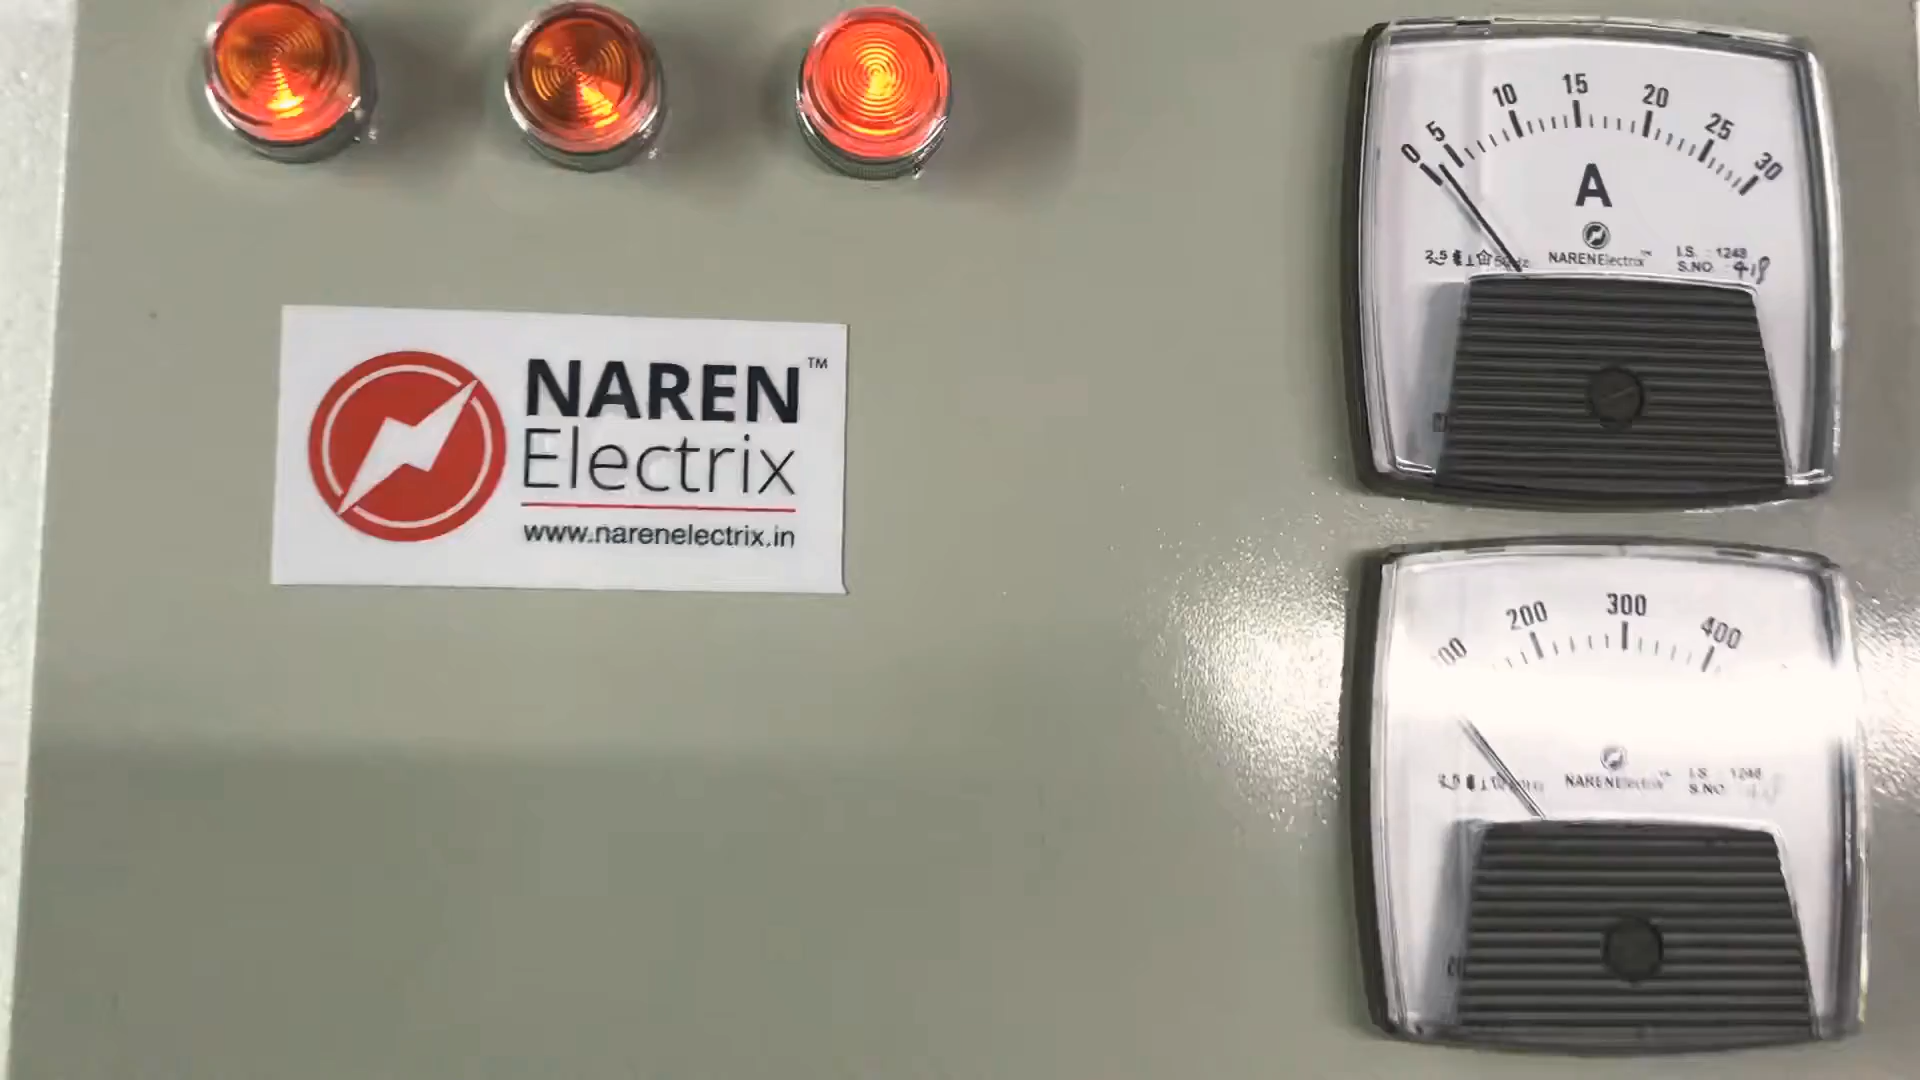 NAREN™
Electrix
www.narenelectrix.in
0 5 10 15 20 25 30
A
NARENElectrix™
I.S. : 1248
S.NO. :
200 300 400
NARENElectrix™
I.S. : 1248
S.NO